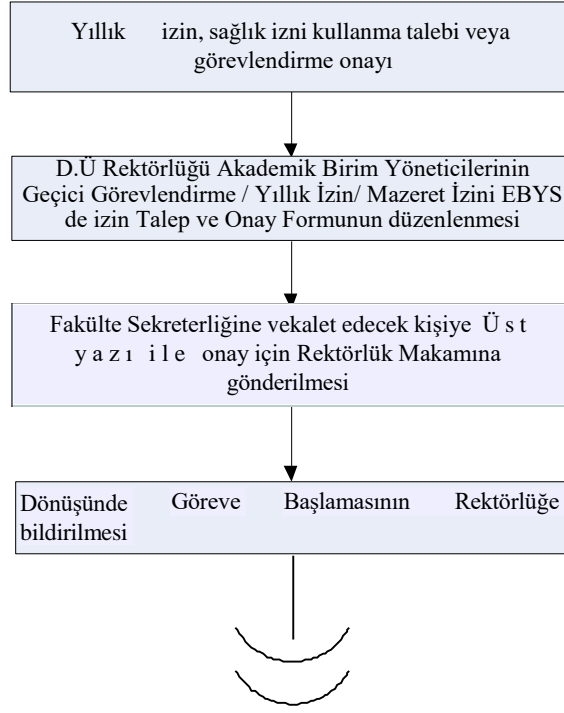 Yıllık izin, sağlık izni kullanma talebi veya
görevlendirme onayı
D.Ü Rektörlüğü Akademik Birim Yöneticilerinin
Geçici Görevlendirme / Yıllık İzin/ Mazeret İzini EBYS
de izin Talep ve Onay Formunun düzenlenmesi
Fakülte Sekreterliğine vekalet edecek kişiye Ü s t
y a z ı i l e onay için Rektörlük Makamına
gönderilmesi
Dönüşünde Göreve Başlamasının Rektörlüğe
bildirilmesi